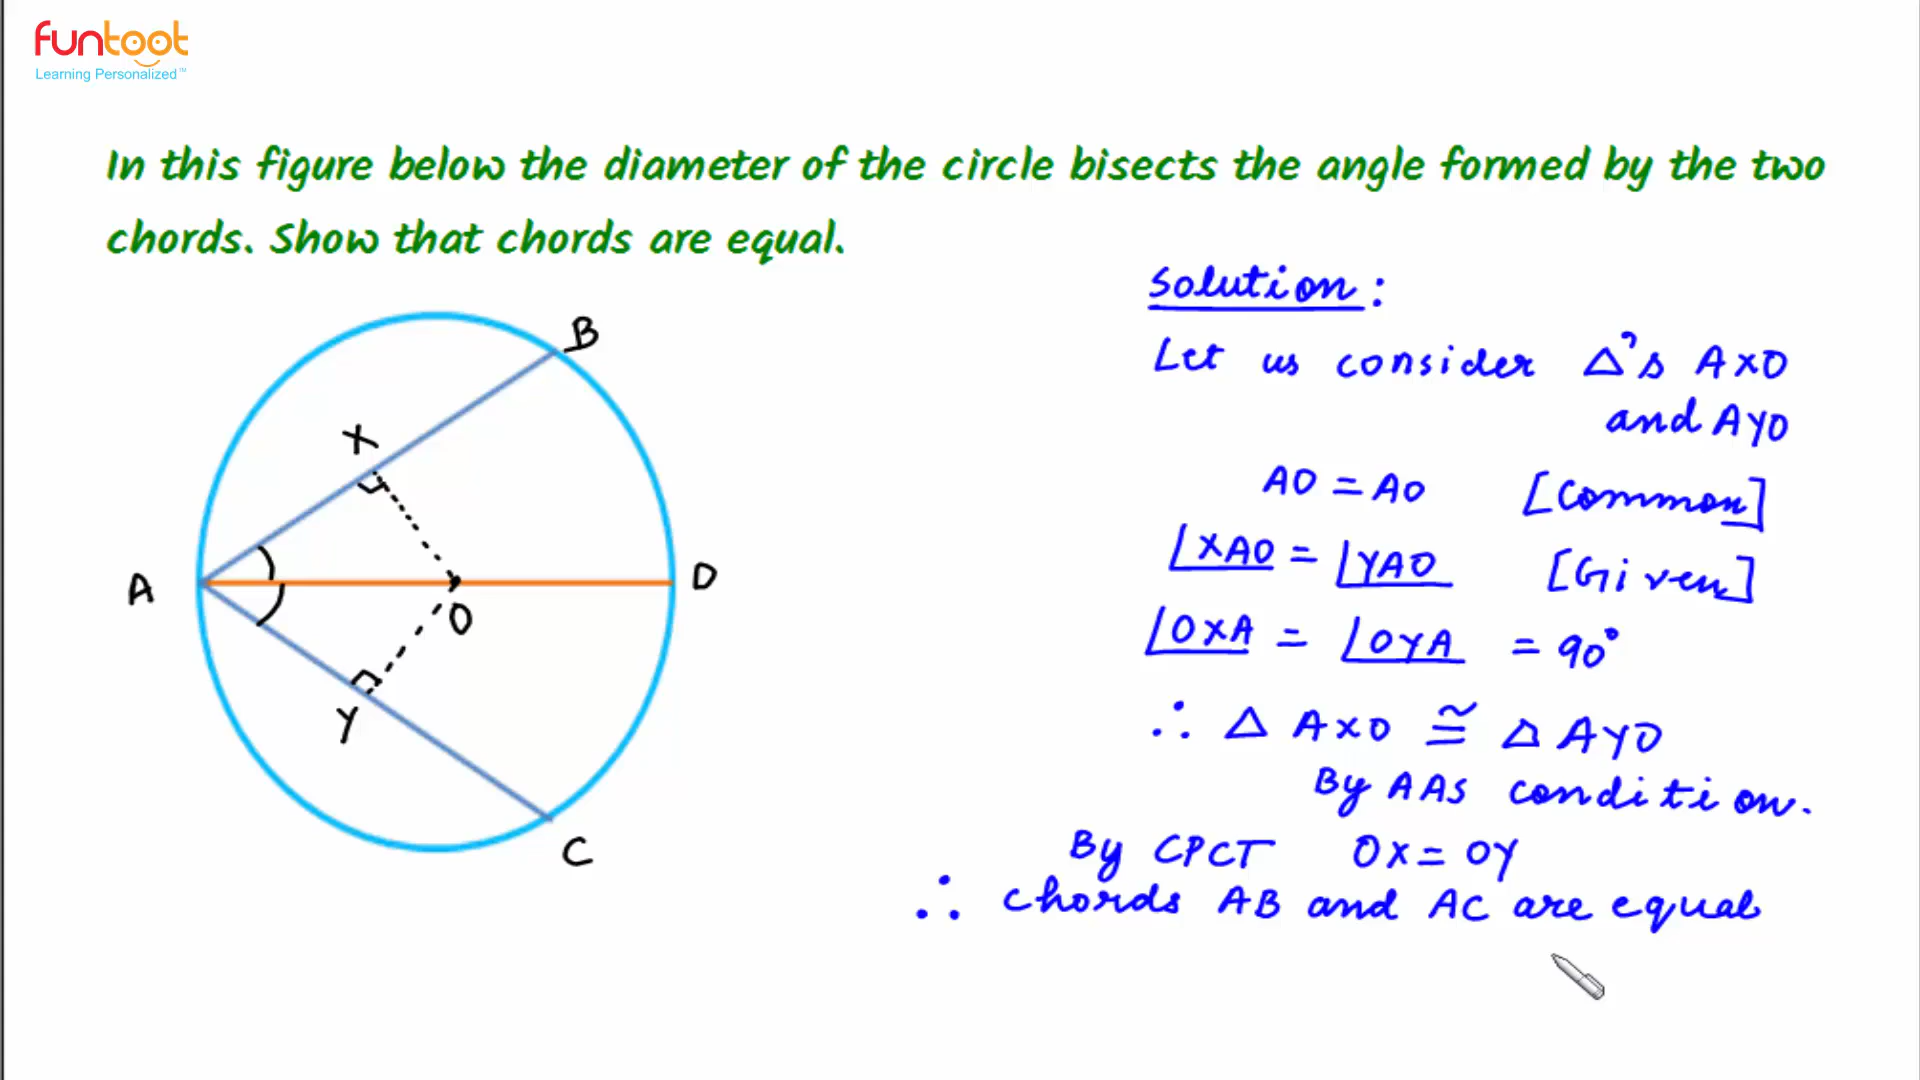 funtoot
Learning Personalized™
In this figure below the diameter of the circle bisects the angle formed by the two
chords. Show that chords are equal.
Solution:
Let us consider Δ's AXO
and AYO
AO = AO [Common]
∠XAO = ∠YAO [Given]
∠OXA = ∠OYA = 90°
∴ Δ AXO ≅ Δ AYO
By AAS condition.
By CPCT OX = OY
∴ chords AB and AC are equal
B
X
A
D
O
Y
C